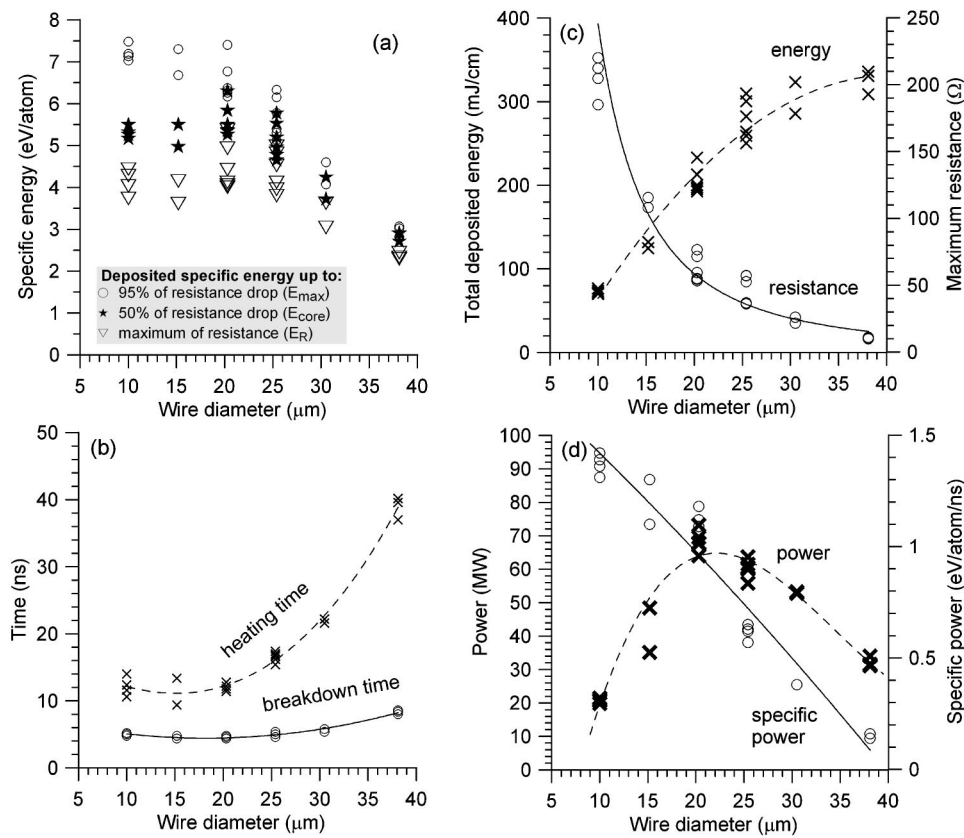 (a)
8
7
6
5
4
3
2
1
0
Specific energy (eV/atom)
Deposited specific energy up to:
95% of resistance drop (Emax)
50% of resistance drop (Ecore)
maximum of resistance (ER)
5 10 15 20 25 30 35 40
Wire diameter (μm)
(c)
400
300
200
100
0
Total deposited energy (mJ/cm)
energy
resistance
250
200
150
100
50
0
Maximum resistance (Ω)
5 10 15 20 25 30 35 40
Wire diameter (μm)
(b)
50
40
30
20
10
0
Time (ns)
heating time
breakdown time
5 10 15 20 25 30 35 40
Wire diameter (μm)
(d)
100
90
80
70
60
50
40
30
20
10
0
Power (MW)
power
specific
power
1.5
1
0.5
0
Specific power (eV/atom/ns)
5 10 15 20 25 30 35 40
Wire diameter (μm)